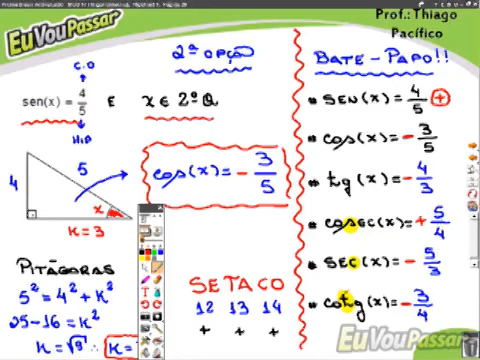 EuVouPassar
Prof.: Thiago
Pacífico
2ª OPÇÃO
C.O
sen(x) = 4/5 E x ∈ 2º Q
HIP
4
5
x
K = 3
cos(x) = - 3/5
PITÁGORAS
5² = 4² + K²
25 - 16 = K²
K = √9 ∴ K =
SETACO
12 13 14
+ + +
BATE - PAPO!!
SEN(x) = 4/5 +
cos(x) = - 3/5
tg(x) = - 4/3
cosEC(x) = + 5/4
SEC(x) = - 5/3
cotg(x) = - 3/4
EuVouPassar